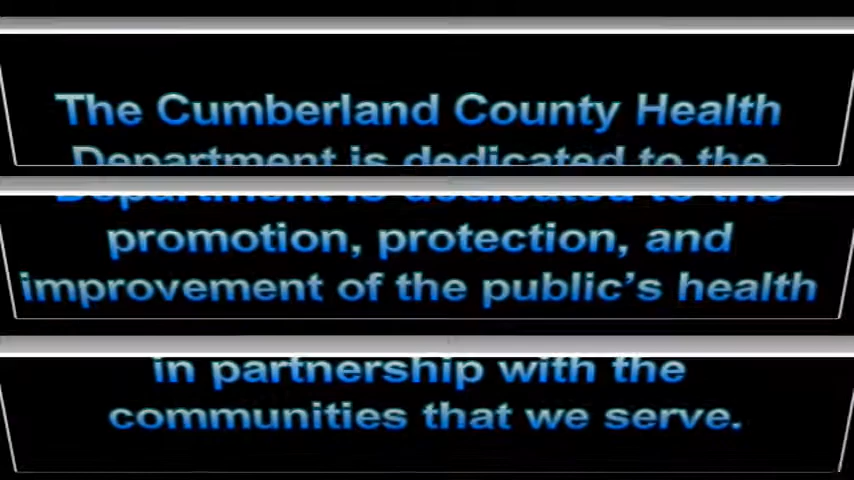 The Cumberland County Health
Department is dedicated to the
promotion, protection, and
improvement of the public’s health
in partnership with the
communities that we serve.